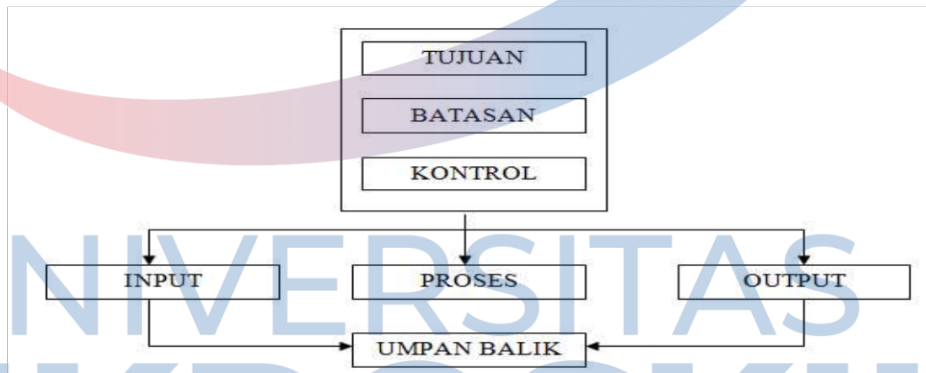 TUJUAN
BATASAN
KONTROL
INPUT PROSES OUTPUT
UMPAN BALIK
NIVERSITAS